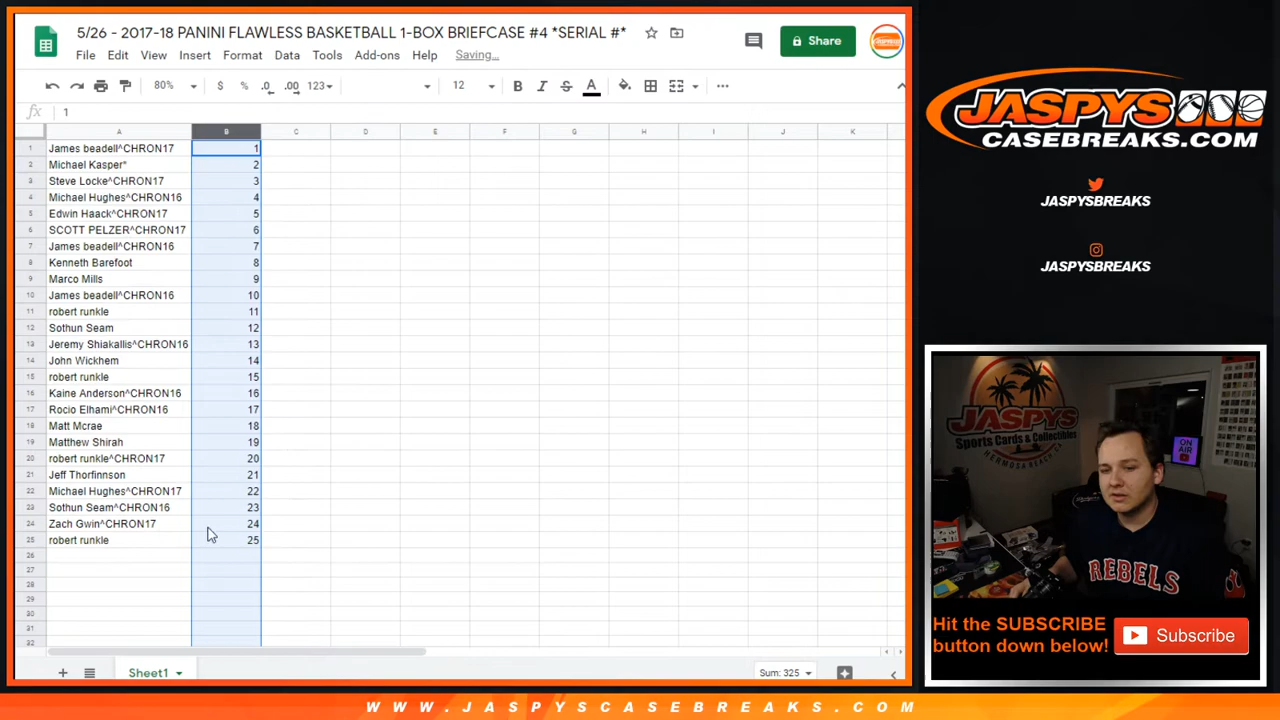 5/26 - 2017-18 PANINI FLAWLESS BASKETBALL 1-BOX BRIEFCASE #4 *SERIAL #*
File Edit View Insert Format Data Tools Add-ons Help Saving...
Share
80% $ % .0 .00 123 12 B I S A
fx 1
A B C D E F G H I J K
1 James beadell^CHRON17 1
2 Michael Kasper* 2
3 Steve Locke^CHRON17 3
4 Michael Hughes^CHRON16 4
5 Edwin Haack^CHRON17 5
6 SCOTT PELZER^CHRON17 6
7 James beadell^CHRON16 7
8 Kenneth Barefoot 8
9 Marco Mills 9
10 James beadell^CHRON16 10
11 robert runkle 11
12 Sothun Seam 12
13 Jeremy Shiakallis^CHRON16 13
14 John Wickhem 14
15 robert runkle 15
16 Kaine Anderson^CHRON16 16
17 Rocio Elhami^CHRON16 17
18 Matt Mcrae 18
19 Matthew Shirah 19
20 robert runkle^CHRON17 20
21 Jeff Thorfinnson 21
22 Michael Hughes^CHRON17 22
23 Sothun Seam^CHRON16 23
24 Zach Gwin^CHRON17 24
25 robert runkle 25
26
27
28
29
30
31
32
Sheet1
Sum: 325
JASPYS
CASEBREAKS.COM
JASPYSBREAKS
JASPYSBREAKS
JASPYS
Sports Cards & Collectibles
HERMOSA BEACH, CA
ON AIR
REBELS
Hit the SUBSCRIBE
button down below!
Subscribe
WWW.JASPYSCASEBREAKS.COM